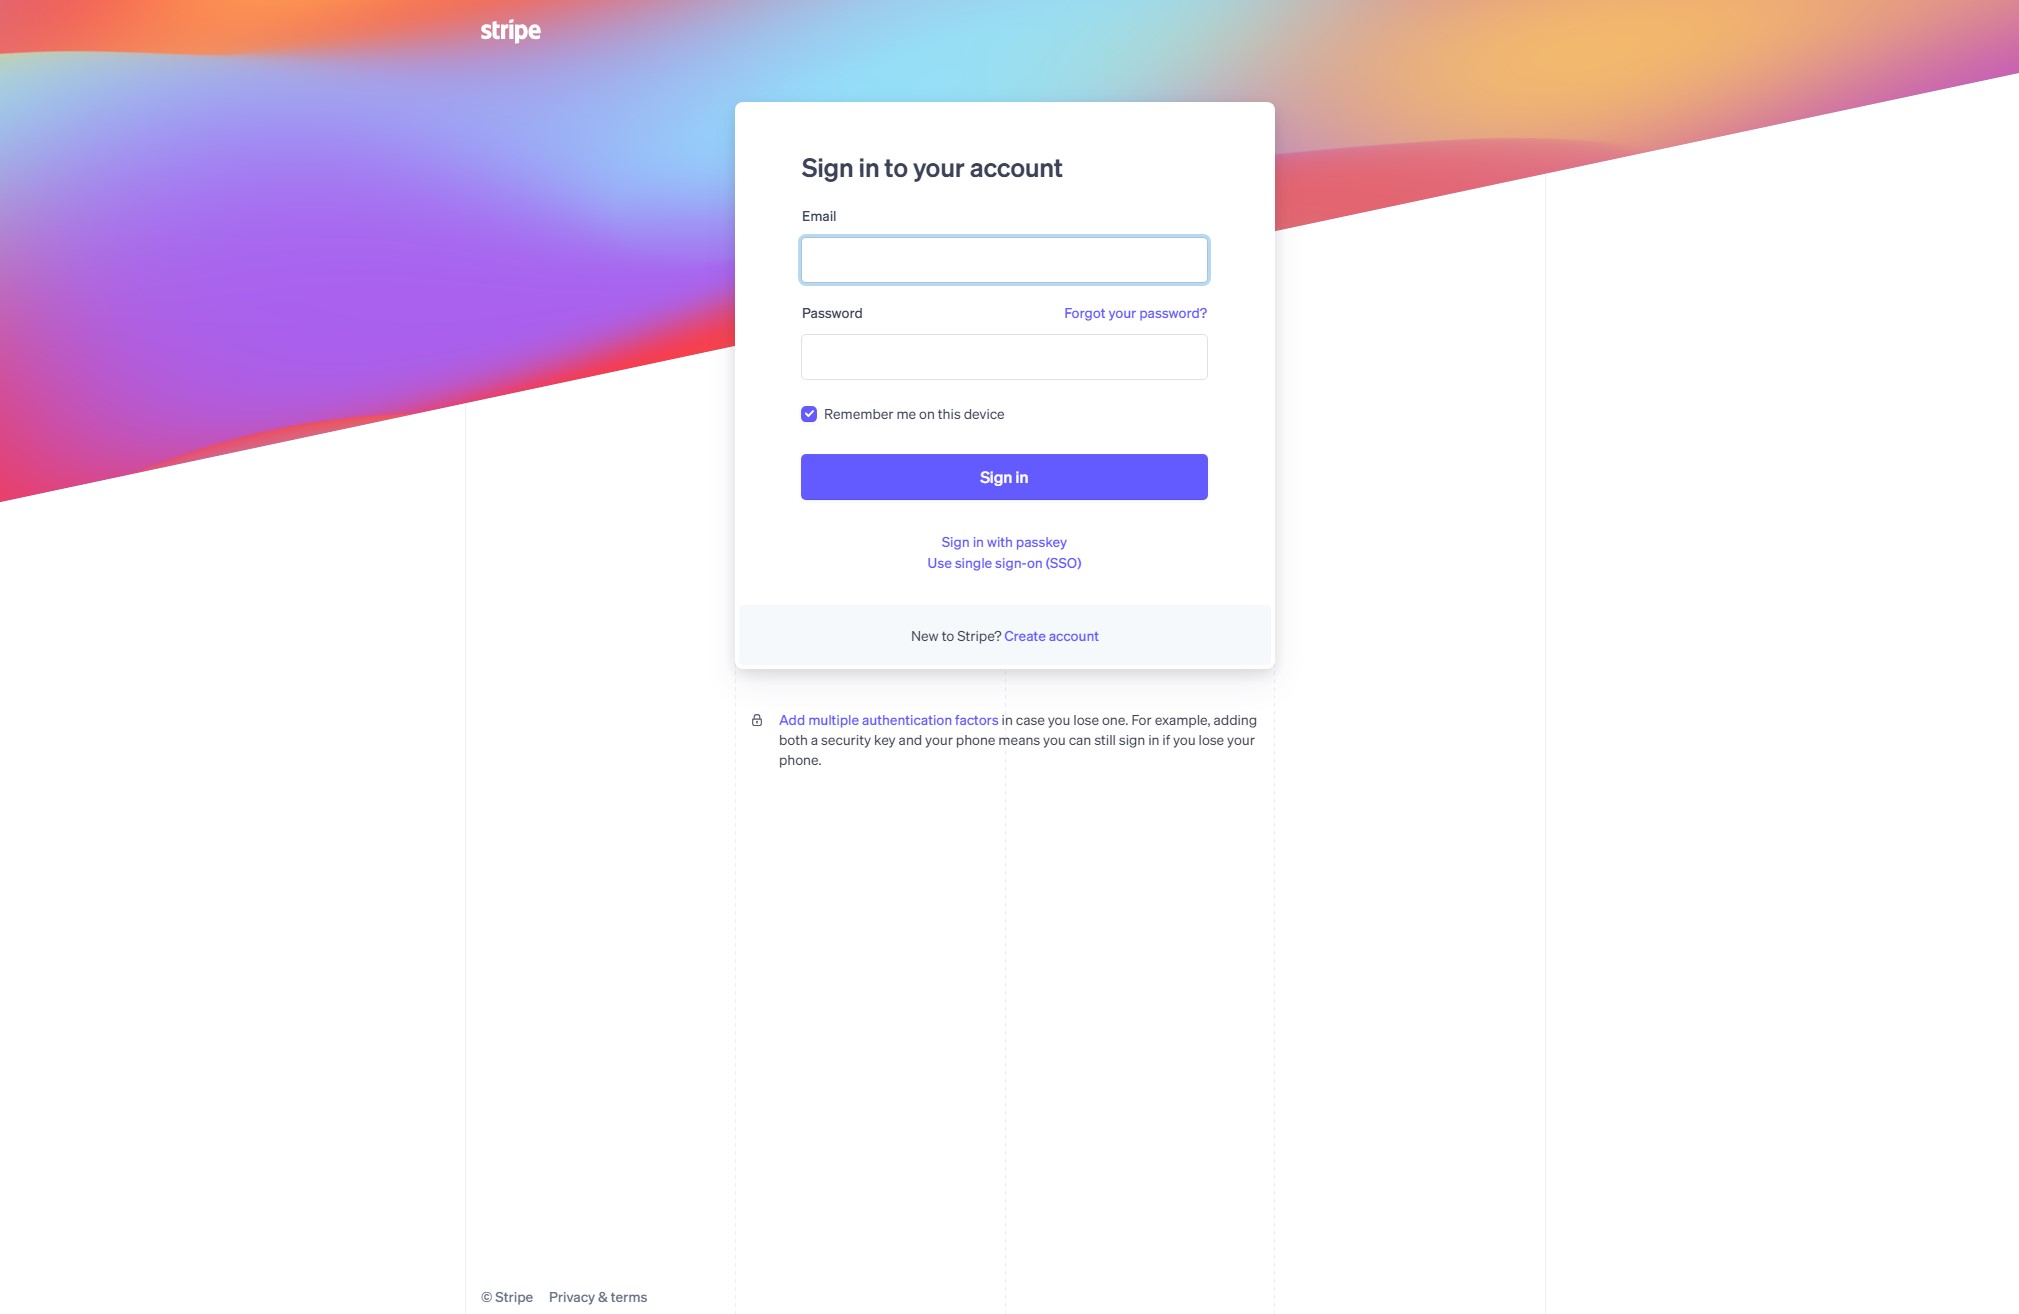 stripe
Sign in to your account
Email
Password
Forgot your password?
Remember me on this device
Sign in
Sign in with passkey
Use single sign-on (SSO)
New to Stripe? Create account
Add multiple authentication factors in case you lose one. For example, adding
both a security key and your phone means you can still sign in if you lose your
phone.
© Stripe Privacy & terms